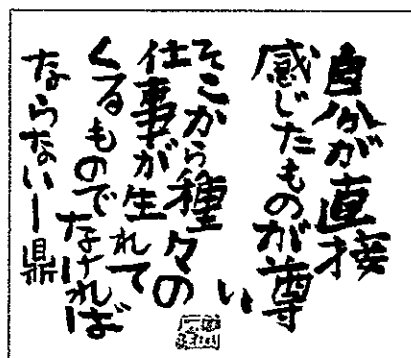 自分が直接
感じたものが尊い
そこから種々の
仕事が生れて
くるものでなければ
ならないー鼎